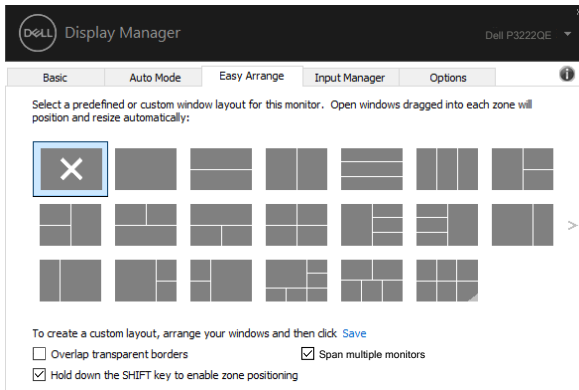 DELL Display Manager
Dell P3222QE
Basic Auto Mode Easy Arrange Input Manager Options
Select a predefined or custom window layout for this monitor. Open windows dragged into each zone will
position and resize automatically:
To create a custom layout, arrange your windows and then click Save
Overlap transparent borders Span multiple monitors
Hold down the SHIFT key to enable zone positioning